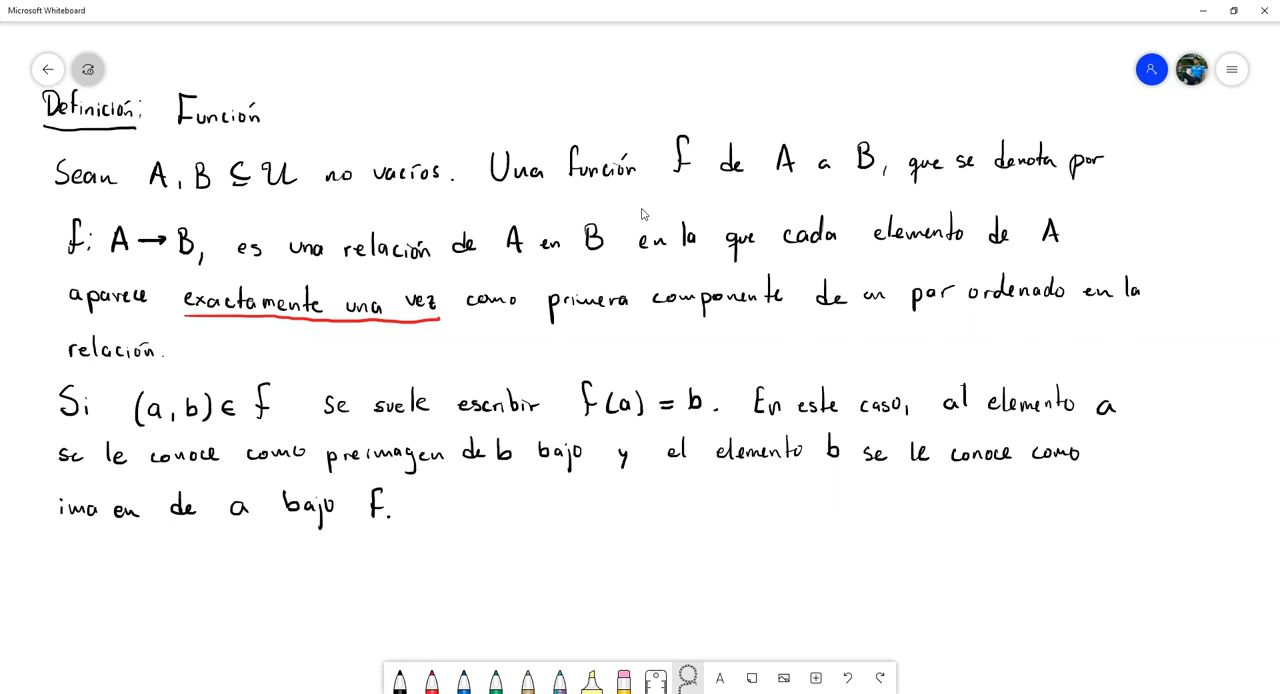 Microsoft Whiteboard
Definición: Función
Sean A, B ⊆ U no vacíos. Una función f de A a B, que se denota por
f: A → B, es una relación de A en B en la que cada elemento de A
aparece exactamente una vez como primera componente de un par ordenado en la
relación.
Si (a, b) ∈ f se suele escribir f(a) = b. En este caso, al elemento a
se le conoce como preimagen de b bajo y el elemento b se le conoce como
ima en de a bajo f.
A